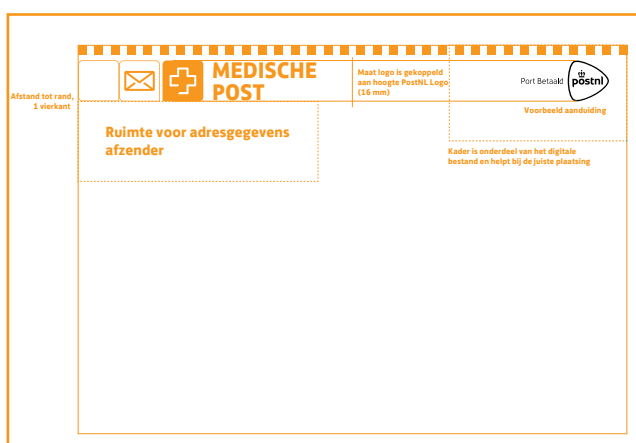 MEDISCHE
POST
Maat logo is gekoppeld
aan hoogte PostNL Logo
(16 mm)
Port Betaald
postnl
Afstand tot rand,
1 vierkant
Voorbeeld aanduiding
Ruimte voor adresgegevens
afzender
Kader is onderdeel van het digitale
bestand en helpt bij de juiste plaatsing